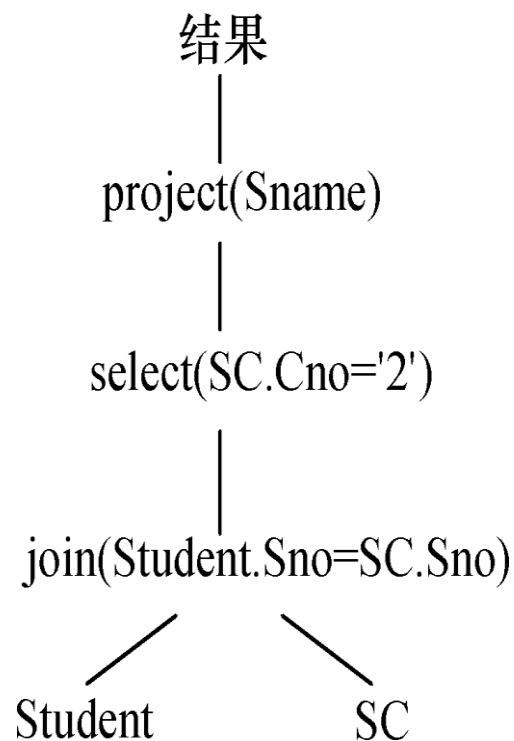 结果
project(Sname)
select(SC.Cno='2')
join(Student.Sno=SC.Sno)
Student SC